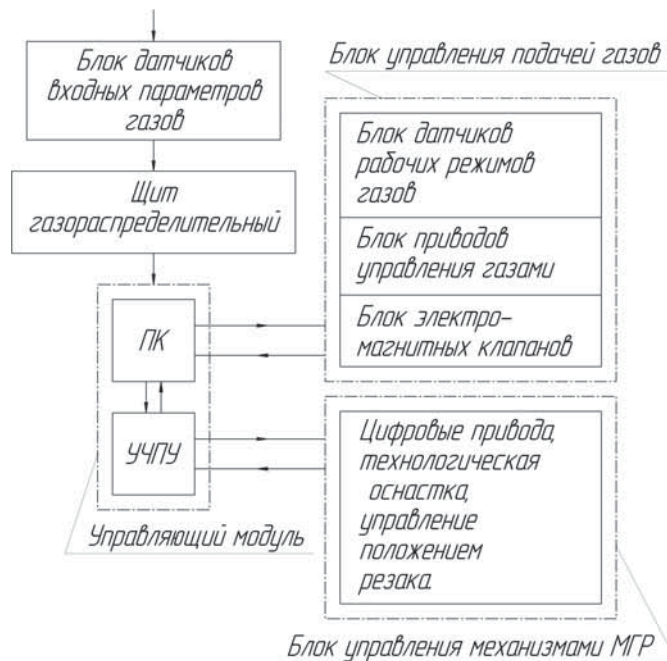 Блок датчиков
входных параметров
газов
Щит
газораспределительный
ПК
УЧПУ
Управляющий модуль
Блок управления подачей газов
Блок датчиков
рабочих режимов
газов
Блок приводов
управления газами
Блок электро-
магнитных клапанов
Цифровые привода,
технологическая
оснастка,
управление
положением
резака
Блок управления механизмами МГР